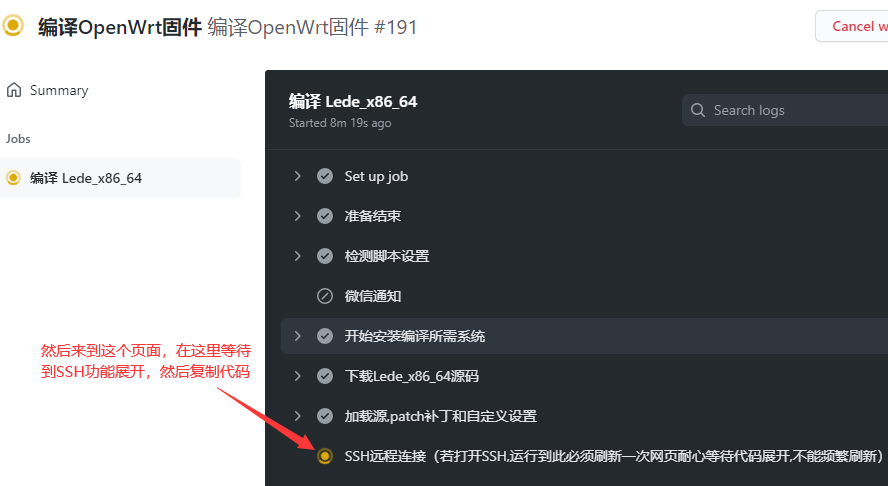 编译OpenWrt固件 编译OpenWrt固件 #191
Cancel w
Summary
Jobs
编译 Lede_x86_64
编译 Lede_x86_64
Started 8m 19s ago
Search logs
Set up job
准备结束
检测脚本设置
微信通知
开始安装编译所需系统
下载Lede_x86_64源码
加载源,patch补丁和自定义设置
SSH远程连接（若打开SSH,运行到此必须刷新一次网页耐心等待代码展开,不能频繁刷新）
然后来到这个页面，在这里等待
到SSH功能展开，然后复制代码